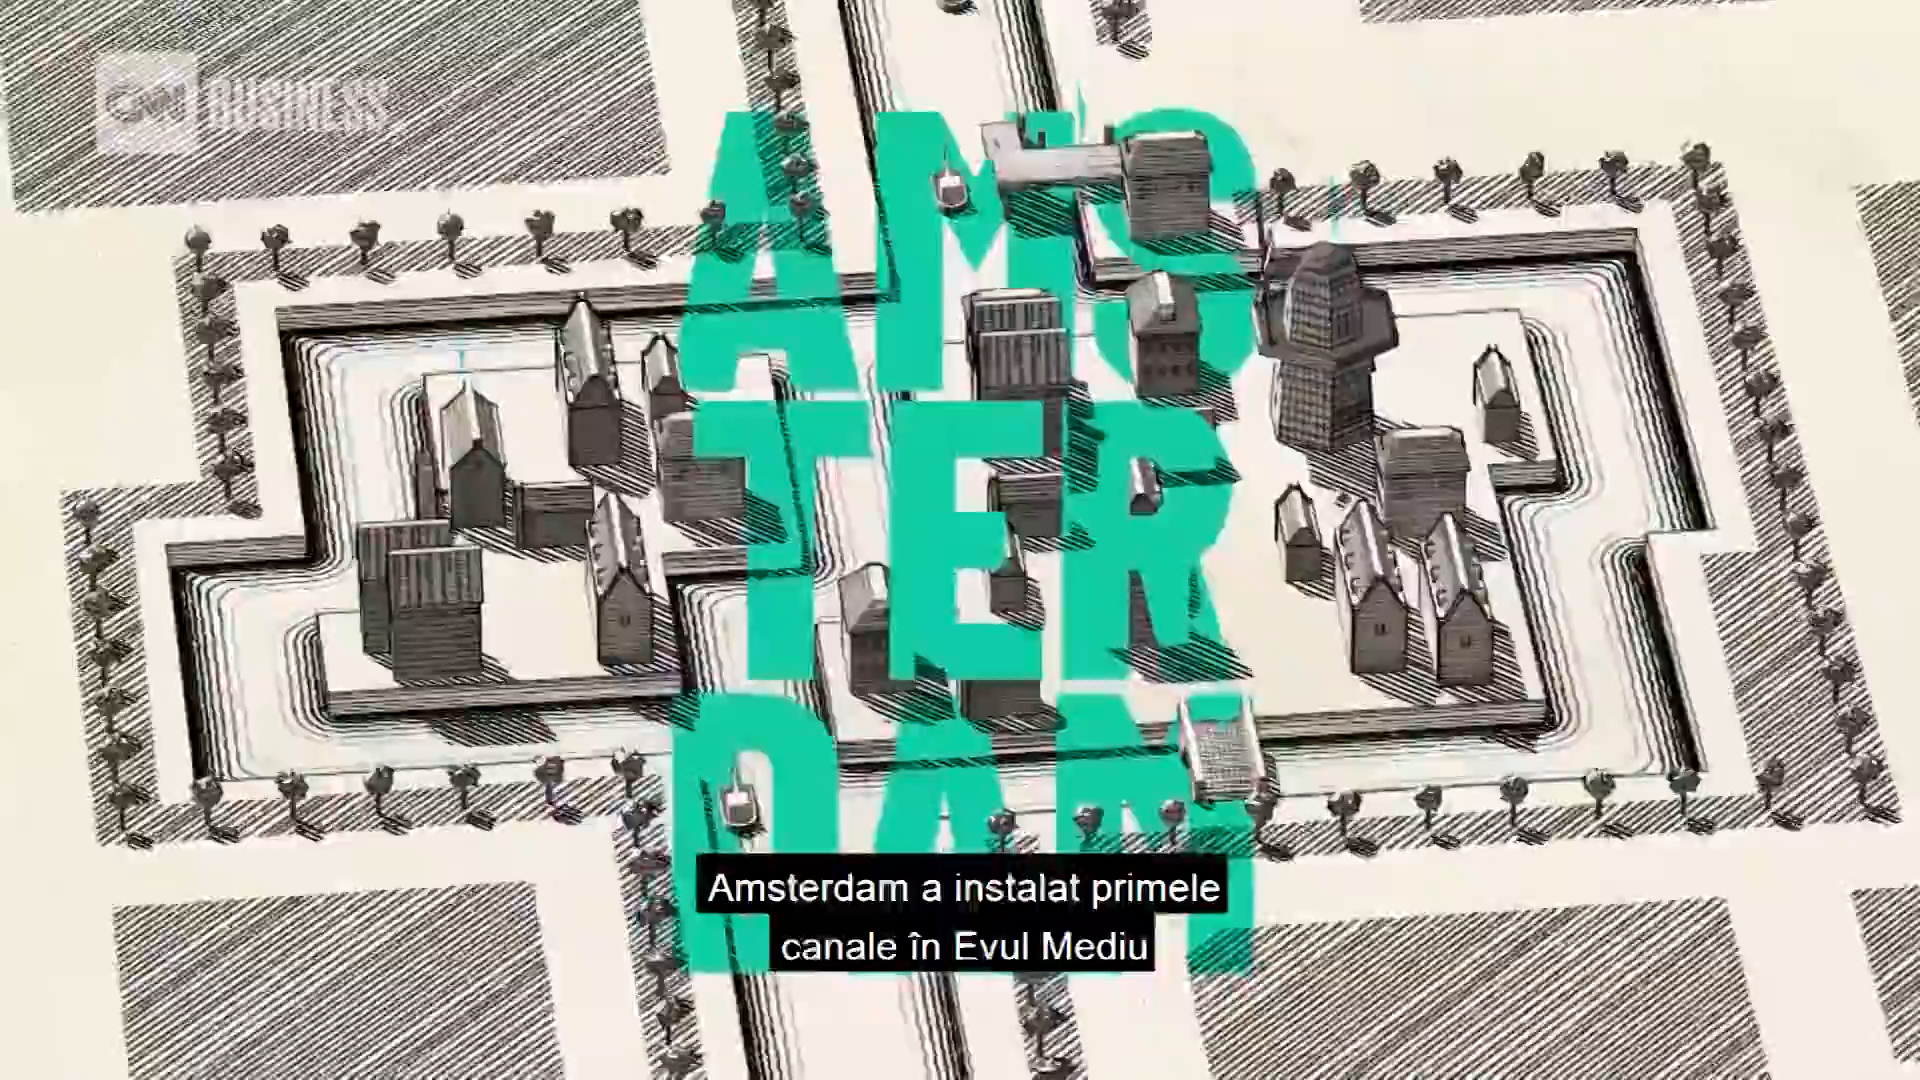 CNN BUSINESS
AMS
TER
DAM
Amsterdam a instalat primele
canale în Evul Mediu